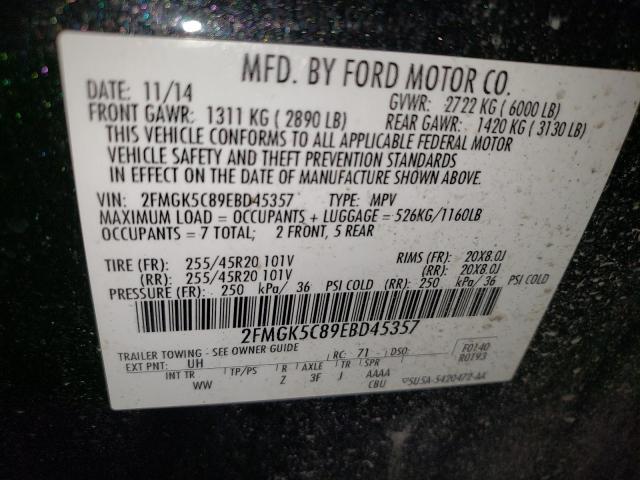 MFD. BY FORD MOTOR CO.
DATE: 11/14 GVWR: 2722 KG ( 6000 LB)
FRONT GAWR: 1311 KG ( 2890 LB) REAR GAWR: 1420 KG ( 3130 LB)
THIS VEHICLE CONFORMS TO ALL APPLICABLE FEDERAL MOTOR
VEHICLE SAFETY AND THEFT PREVENTION STANDARDS IN
EFFECT ON THE DATE OF MANUFACTURE SHOWN ABOVE.
VIN: 2FMGK5C89EBD45357 TYPE: MPV
MAXIMUM LOAD = OCCUPANTS + LUGGAGE = 526KG/1160LB
OCCUPANTS = 7 TOTAL; 2 FRONT, 5 REAR
TIRE (FR): 255/45R20 101V RIMS (FR): 20X8.0J
(RR): 255/45R20 101V (RR): 20X8.0J
PRESSURE (FR): 250 kPa/ 36 PSI COLD (RR): 250 kPa/ 36 PSI COLD
2FMGK5C89EBD45357
TRAILER TOWING - SEE OWNER GUIDE
EXT PNT: UH RC: 71 DSO: F0140
R0193
INT TR TP/PS R AXLE TR SPR
WW Z 3F J AAAA
CBU 5U5A-5420472-AA